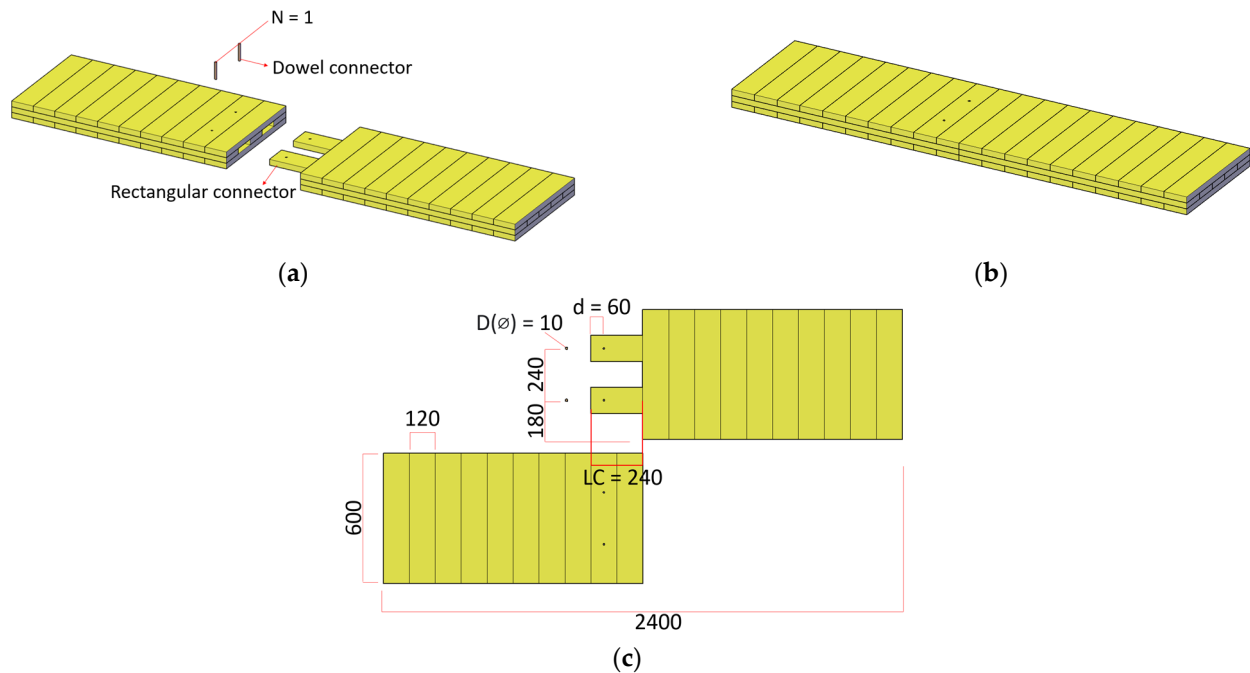 N = 1
Dowel connector
Rectangular connector
(a)
(b)
d = 60
D(⌀) = 10
240
180
120
LC = 240
600
2400
(c)